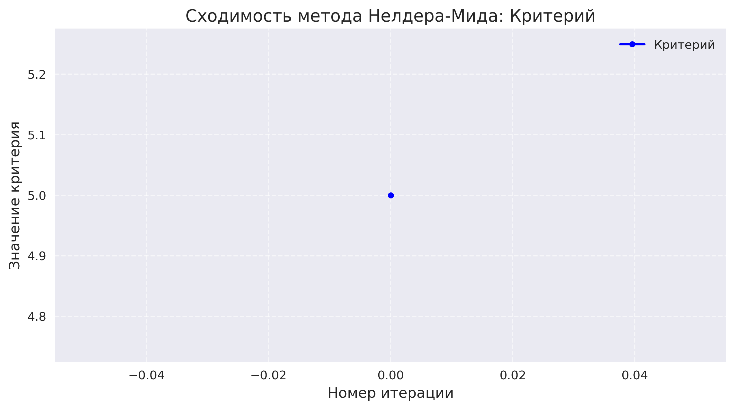 Сходимость метода Нелдера-Мида: Критерий
Критерий
5.2
5.1
5.0
4.9
4.8
Значение критерия
−0.04
−0.02
0.00
0.02
0.04
Номер итерации